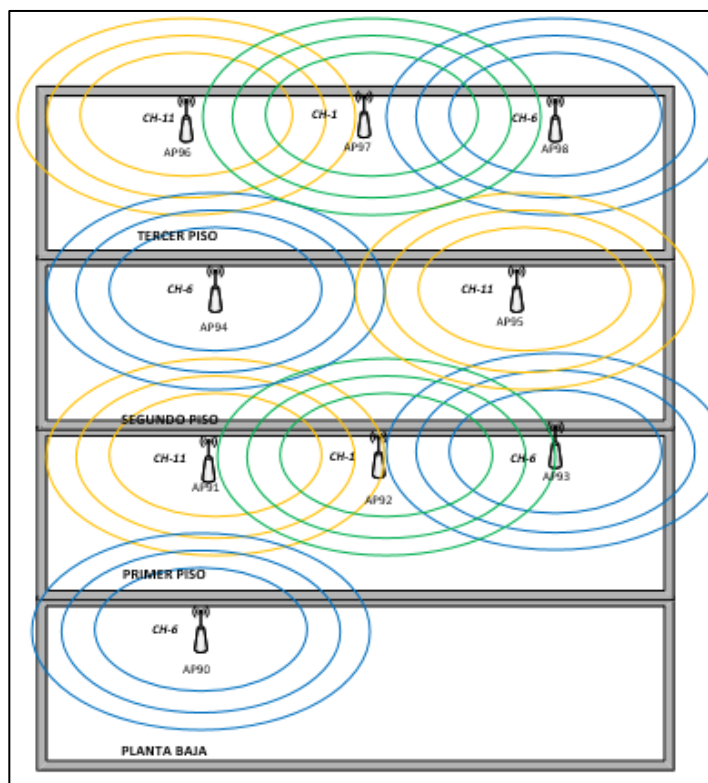 CH-11
AP96
CH-1
AP97
CH-6
AP98
TERCER PISO
CH-6
AP94
CH-11
AP95
SEGUNDO PISO
CH-11
AP91
CH-1
AP92
CH-6
AP93
PRIMER PISO
CH-6
AP90
PLANTA BAJA